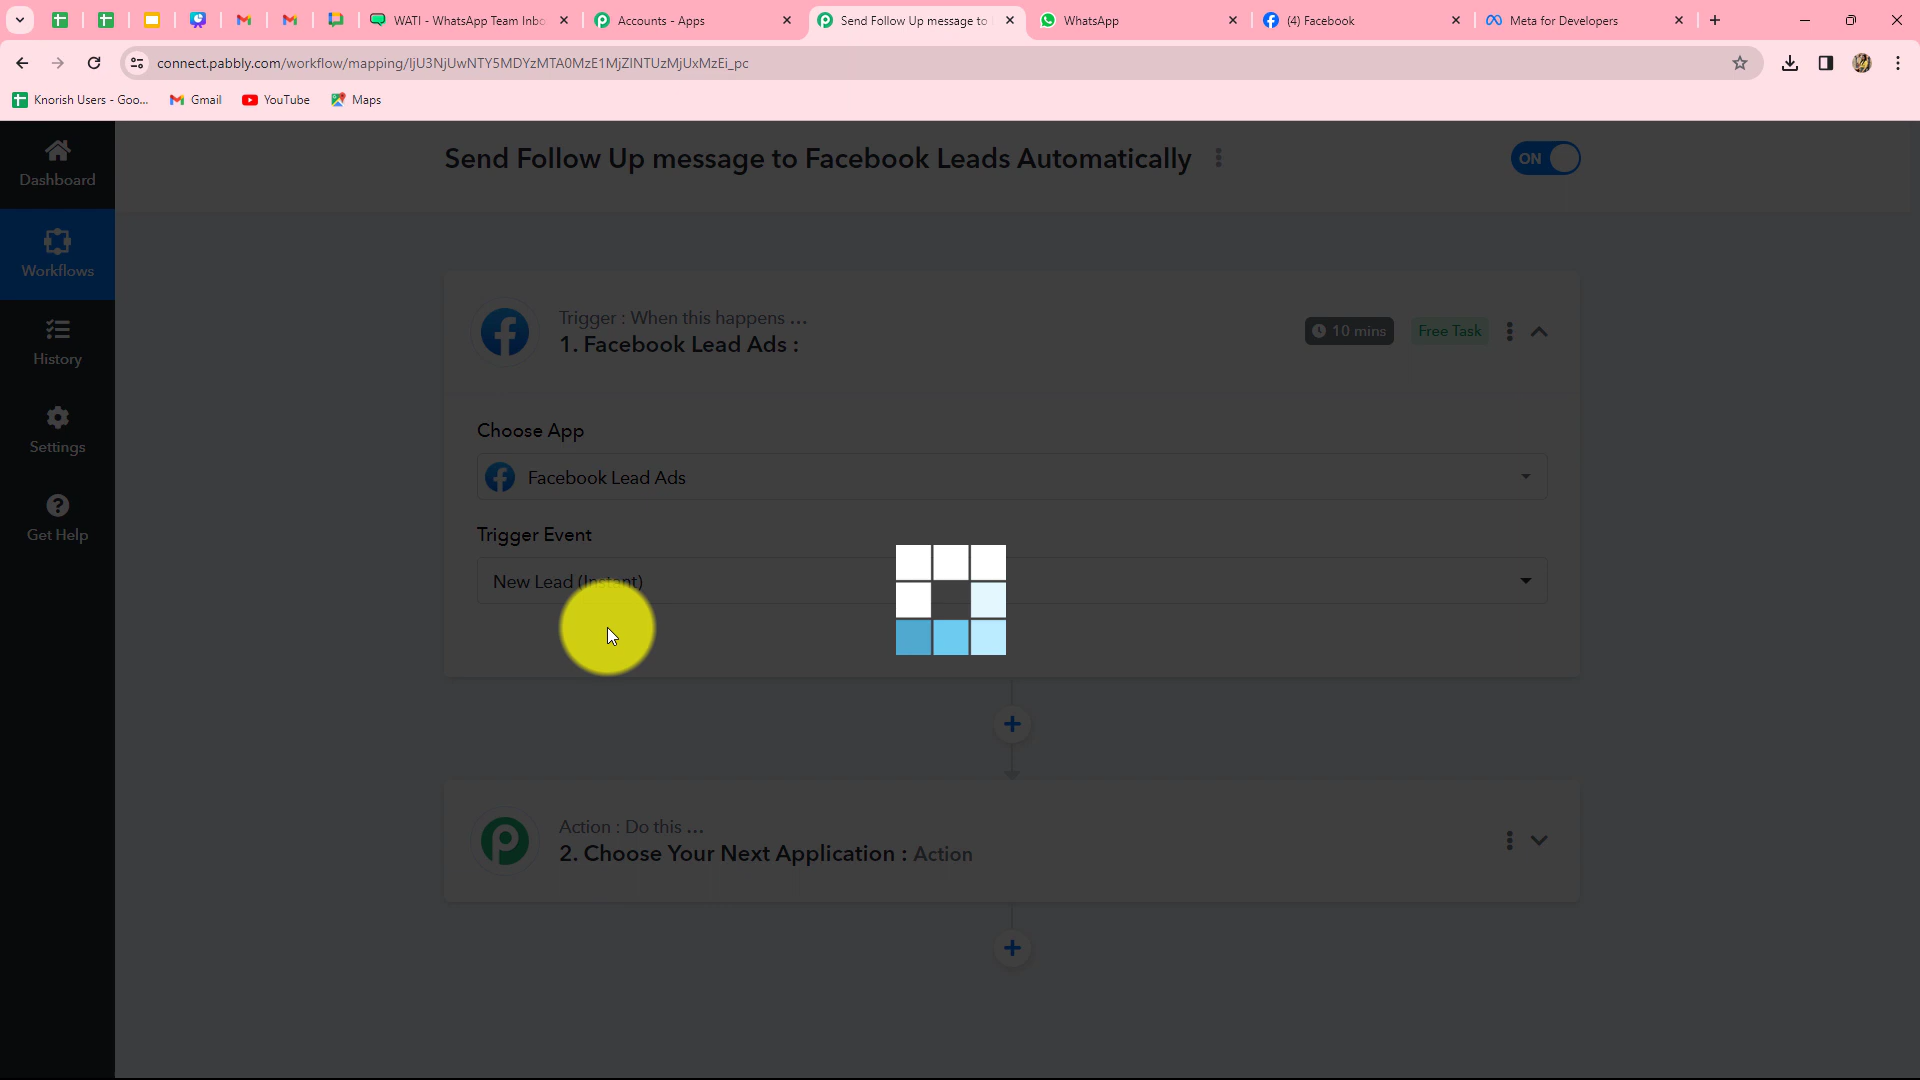 WATI - WhatsApp Team Inbo
Accounts - Apps
Send Follow Up message to
WhatsApp
(4) Facebook
Meta for Developers
connect.pabbly.com/workflow/mapping/IjU3NjUwNTY5MDYzMTA0MzE1MjZlNTUzMjUxMzEi_pc
Knorish Users - Goo...
Gmail
YouTube
Maps
Dashboard
Workflows
History
Settings
Get Help
Send Follow Up message to Facebook Leads Automatically
ON
Trigger : When this happens ...
1. Facebook Lead Ads :
10 mins
Free Task
Choose App
Facebook Lead Ads
Trigger Event
New Lead (Instant)
Action : Do this ...
2. Choose Your Next Application : Action